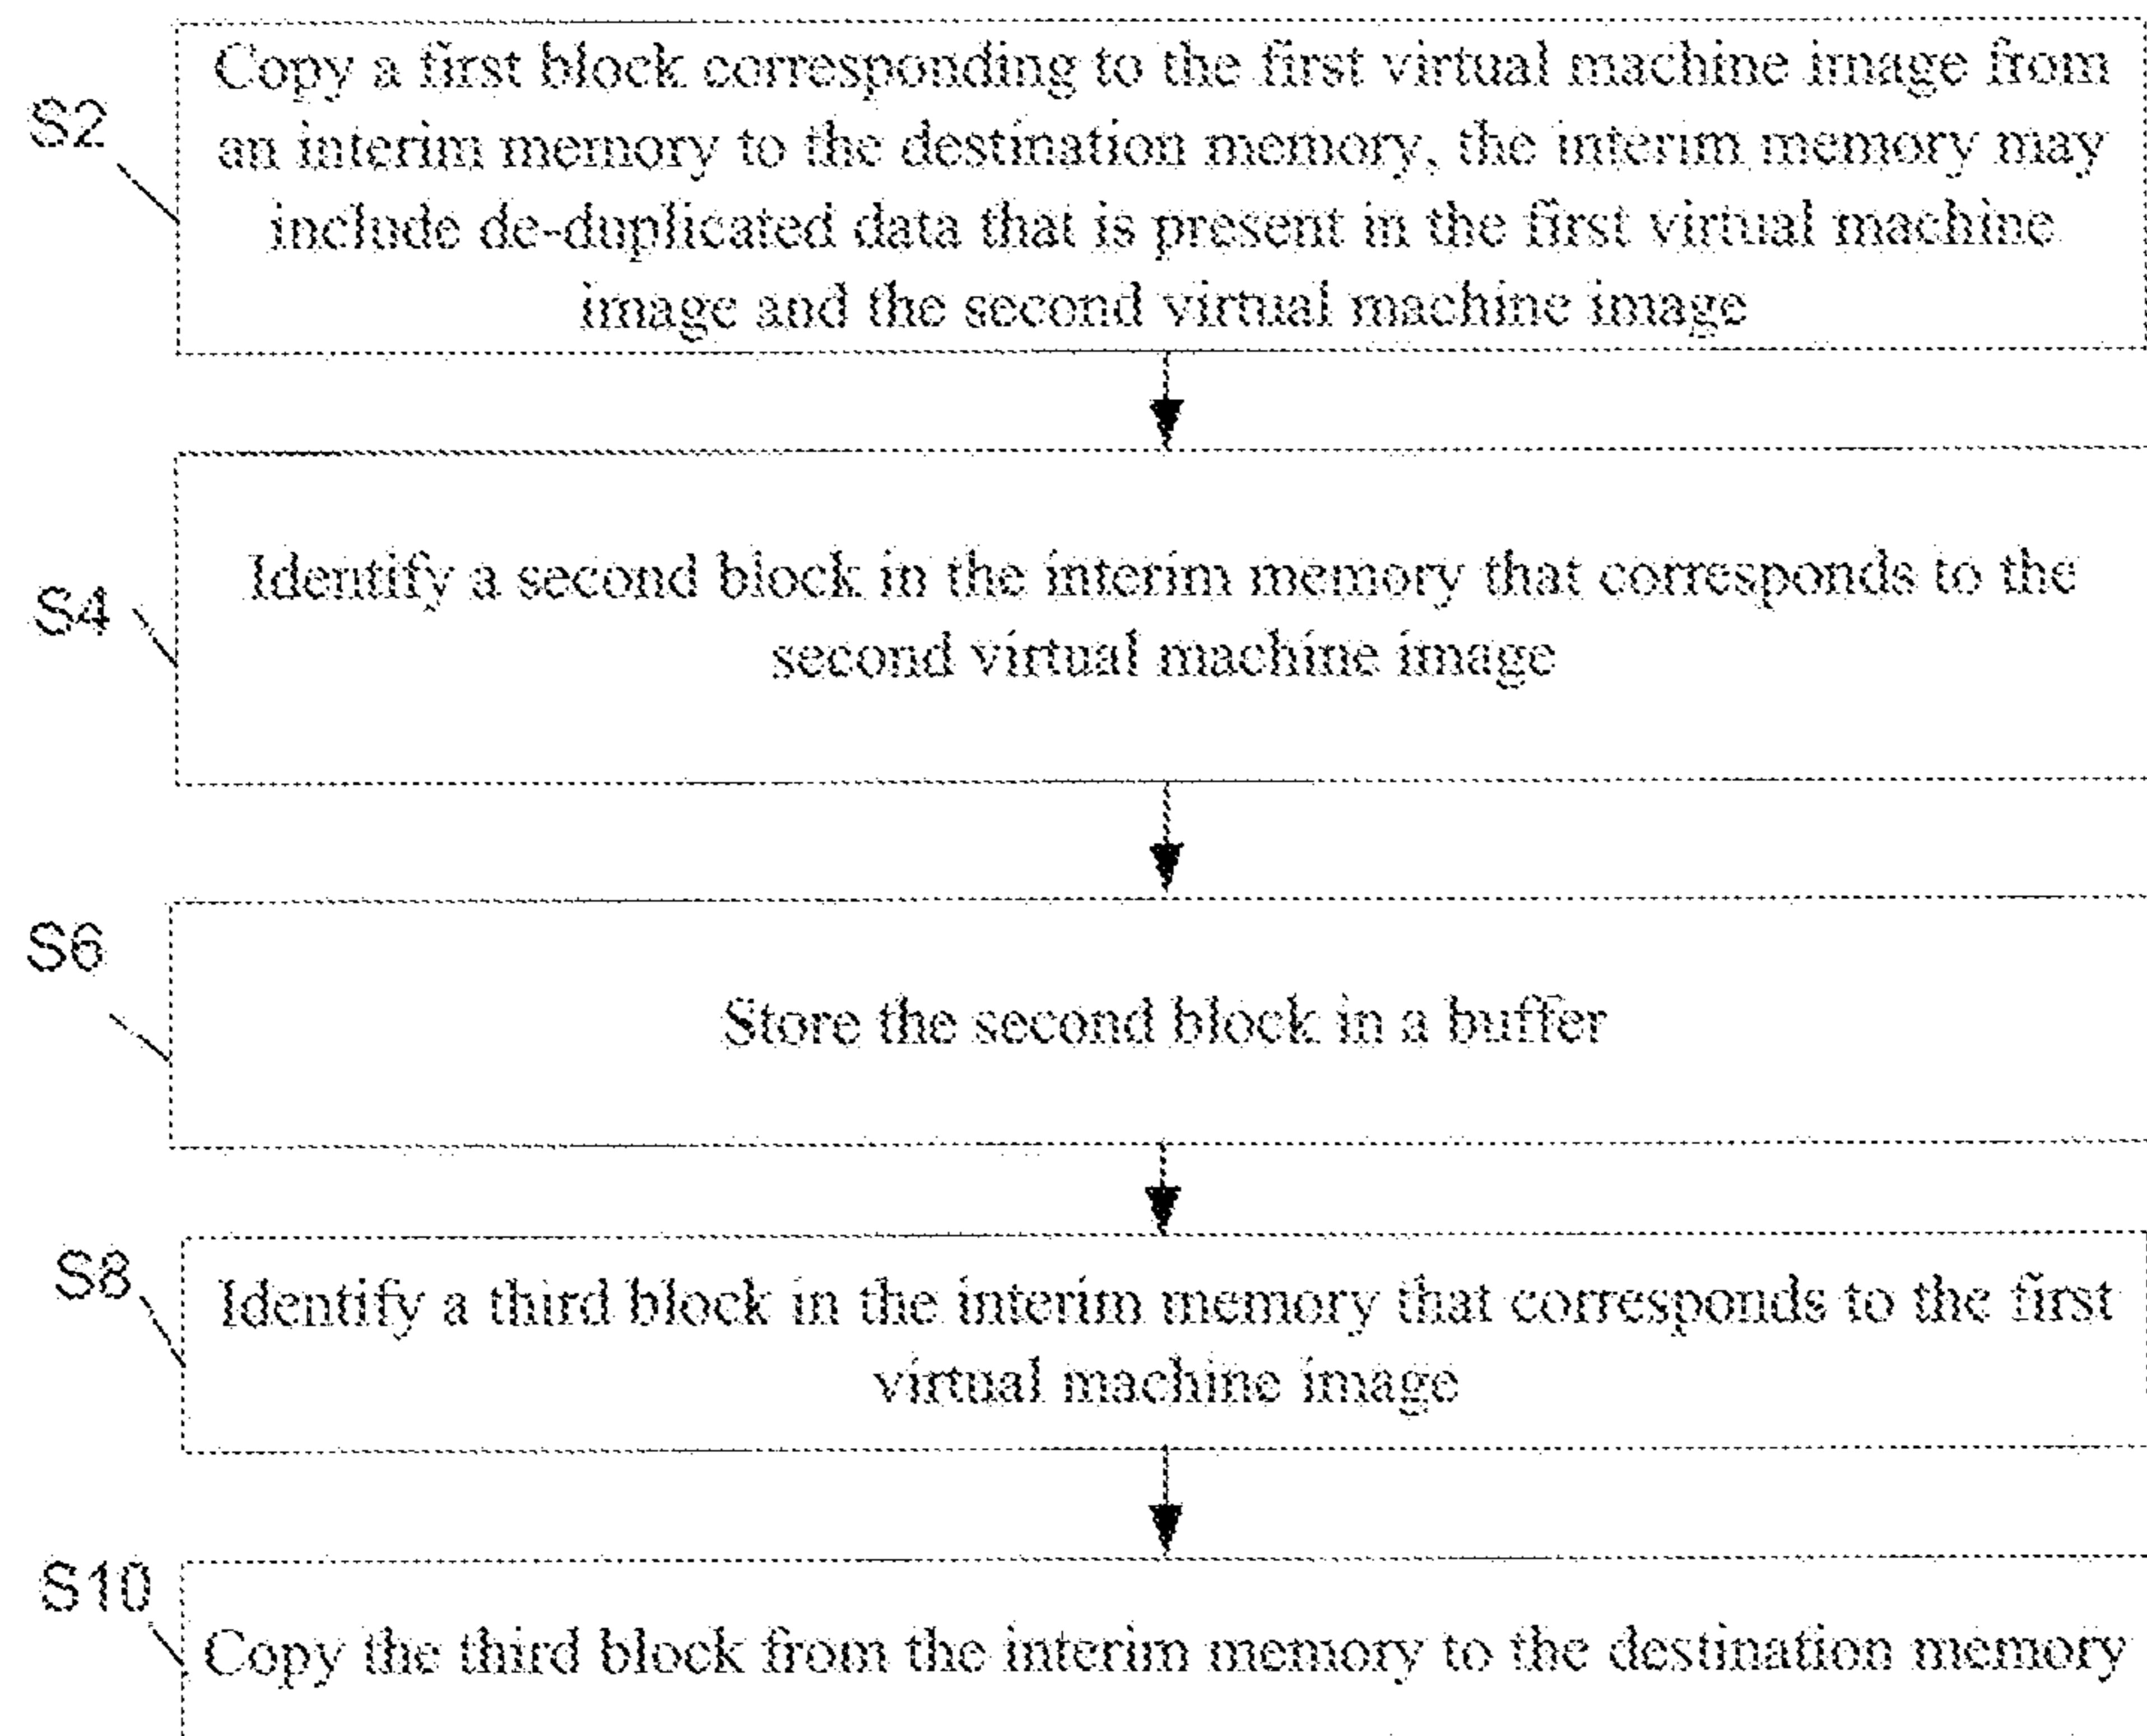 S2
Copy a first block corresponding to the first virtual machine image from
an interim memory to the destination memory, the interim memory may
include de-duplicated data that is present in the first virtual machine
image and the second virtual machine image
S4
Identify a second block in the interim memory that corresponds to the
second virtual machine image
S6
Store the second block in a buffer
S8
Identify a third block in the interim memory that corresponds to the first
virtual machine image
S10
Copy the third block from the interim memory to the destination memory